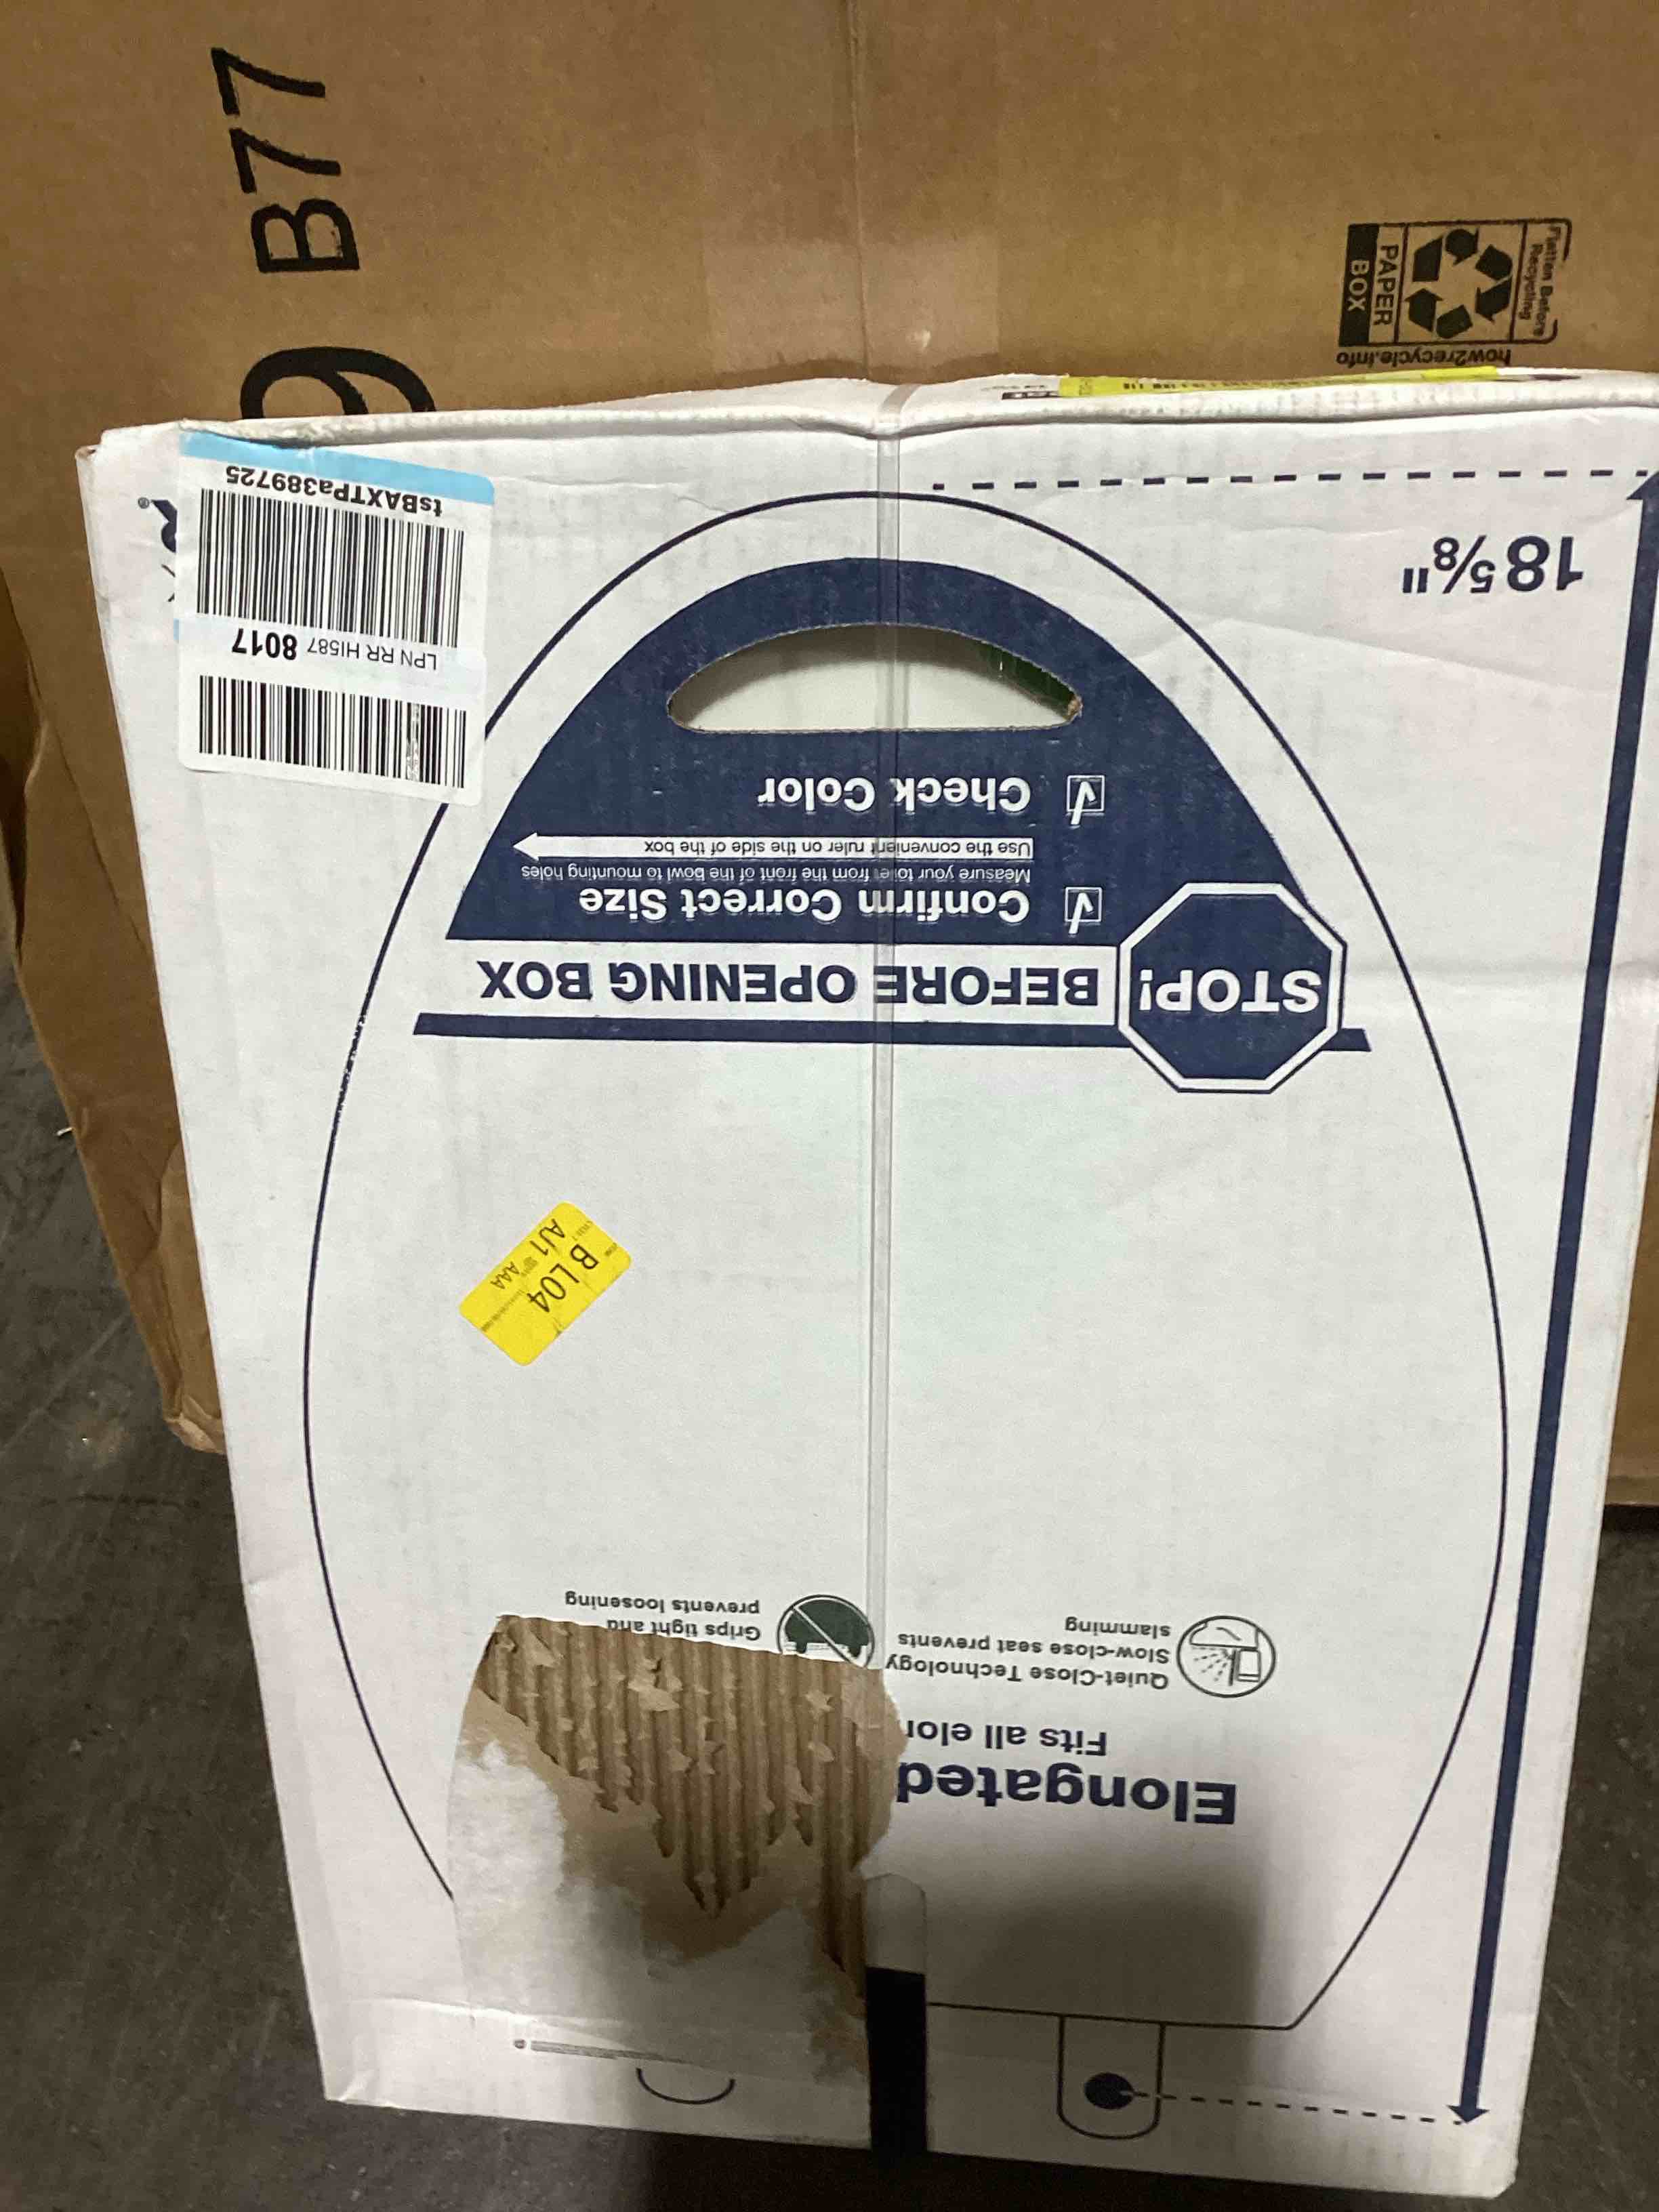 9 B77
Flatten Before
Recycling
PAPER
BOX
how2recycle.info
Elongated
Fits all elon
Quiet-Close Technology
Slow-close seat prevents
slamming
Grips tight and
prevents loosening
B L04
AJ1 AAA
STOP! BEFORE OPENING BOX
Confirm Correct Size
Measure your toilet from the front of the bowl to mounting holes
Use the convenient ruler on the side of the box
Check Color
18⅝"
LPN RR HI587 8017
tsBAXTPa389725